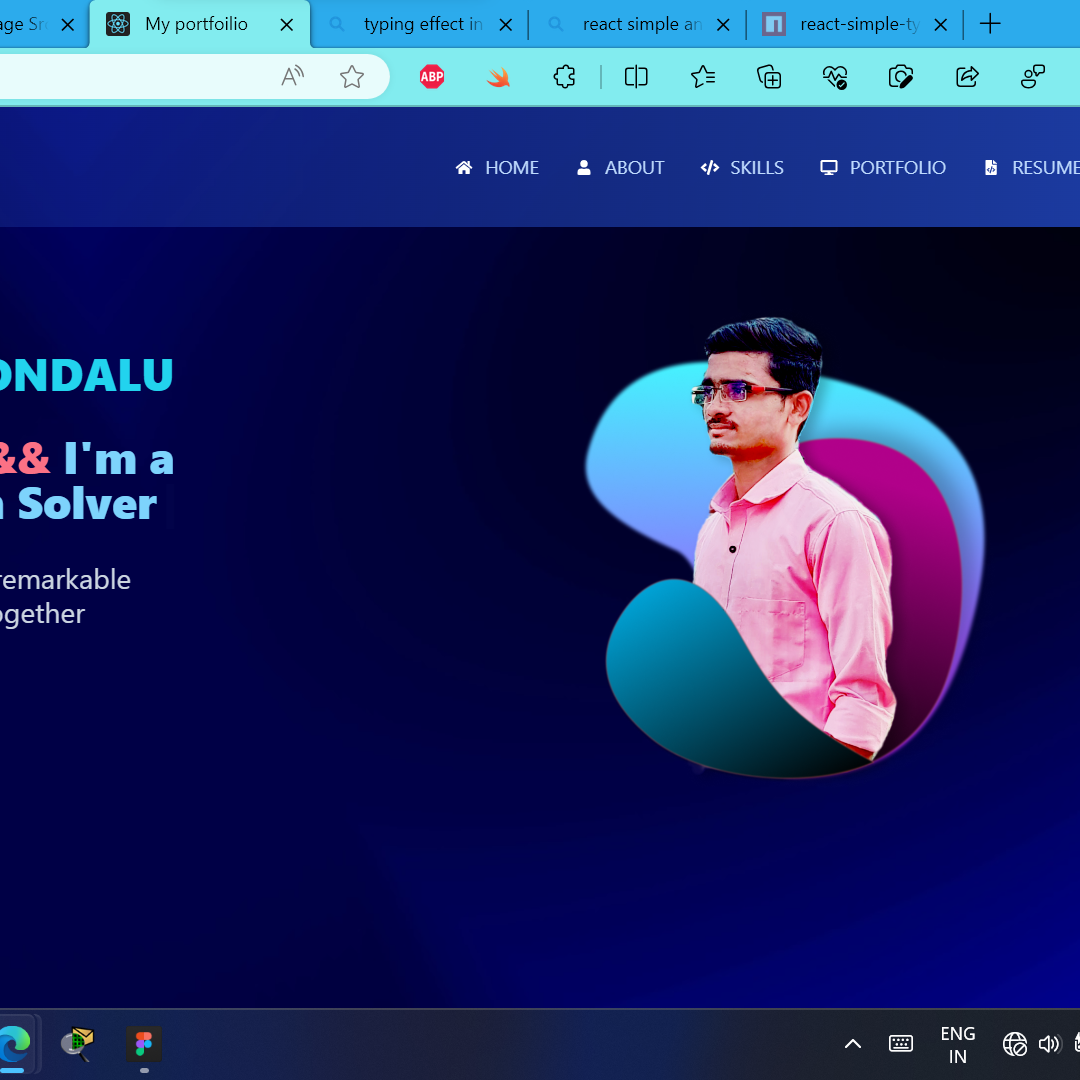 age Sr
My portfoilio
typing effect in
react simple an
react-simple-ty
A
ABP
HOME
ABOUT
SKILLS
PORTFOLIO
RESUME
ONDALU
&& I'm a
Solver
remarkable
ogether
ENG
IN